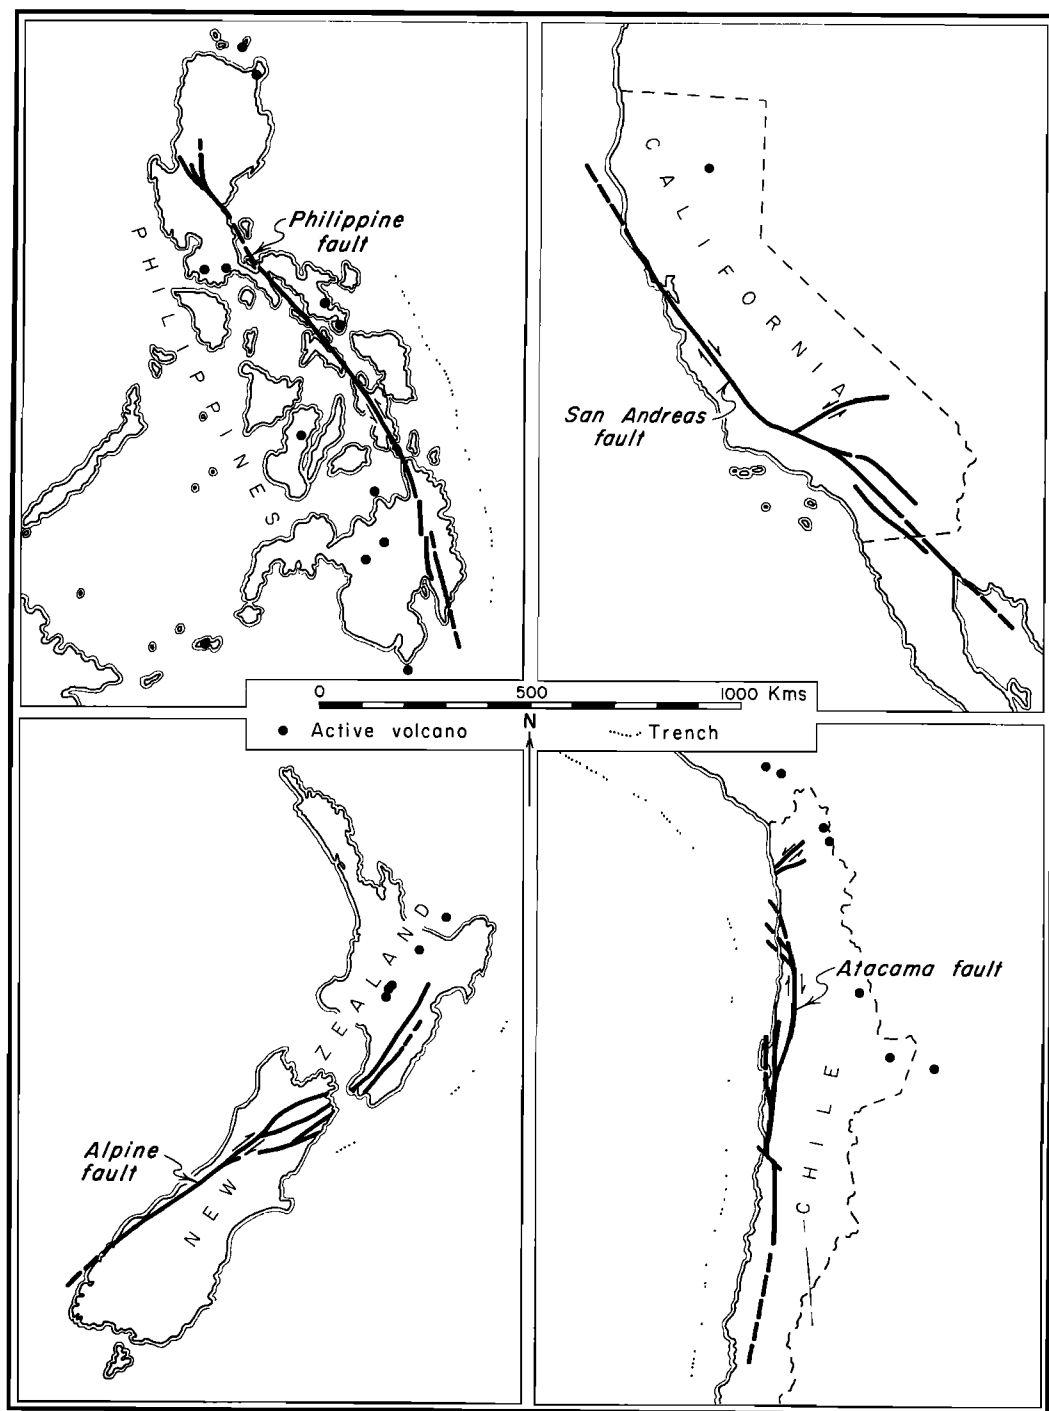 PHILIPPINES
Philippine
fault
CALIFORNIA
San Andreas
fault
0 500 1000 Kms
● Active volcano
Trench
N
NEW ZEALAND
Alpine
fault
CHILE
Atacama fault